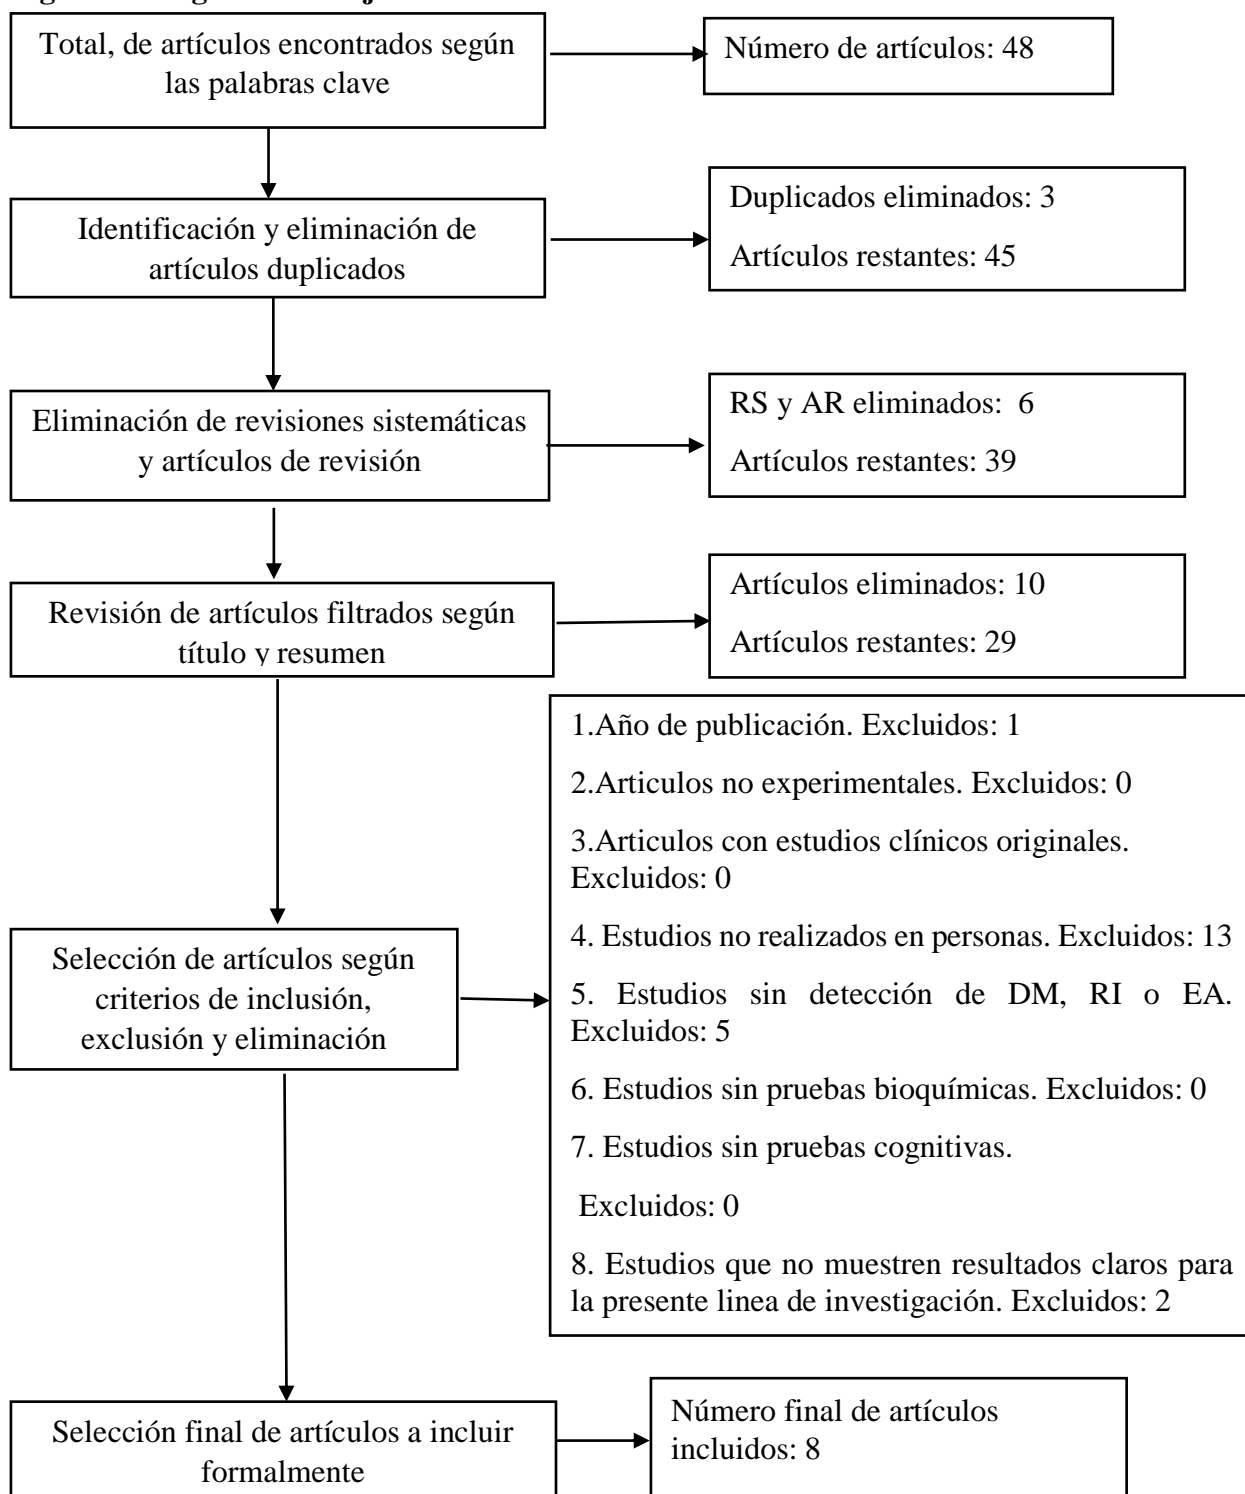 Total, de artículos encontrados según
las palabras clave
Número de artículos: 48
Identificación y eliminación de
artículos duplicados
Duplicados eliminados: 3
Artículos restantes: 45
Eliminación de revisiones sistemáticas
y artículos de revisión
RS y AR eliminados:  6
Artículos restantes: 39
Revisión de artículos filtrados según
título y resumen
Artículos eliminados: 10
Artículos restantes: 29
Selección de artículos según
criterios de inclusión,
exclusión y eliminación
1.Año de publicación. Excluidos: 1
2.Articulos no experimentales. Excluidos: 0
3.Articulos con estudios clínicos originales.
Excluidos: 0
4. Estudios no realizados en personas. Excluidos: 13
5. Estudios sin detección de DM, RI o EA.
Excluidos: 5
6. Estudios sin pruebas bioquímicas. Excluidos: 0
7. Estudios sin pruebas cognitivas.
Excluidos: 0
8. Estudios que no muestren resultados claros para
la presente linea de investigación. Excluidos: 2
Selección final de artículos a incluir
formalmente
Número final de artículos
incluidos: 8